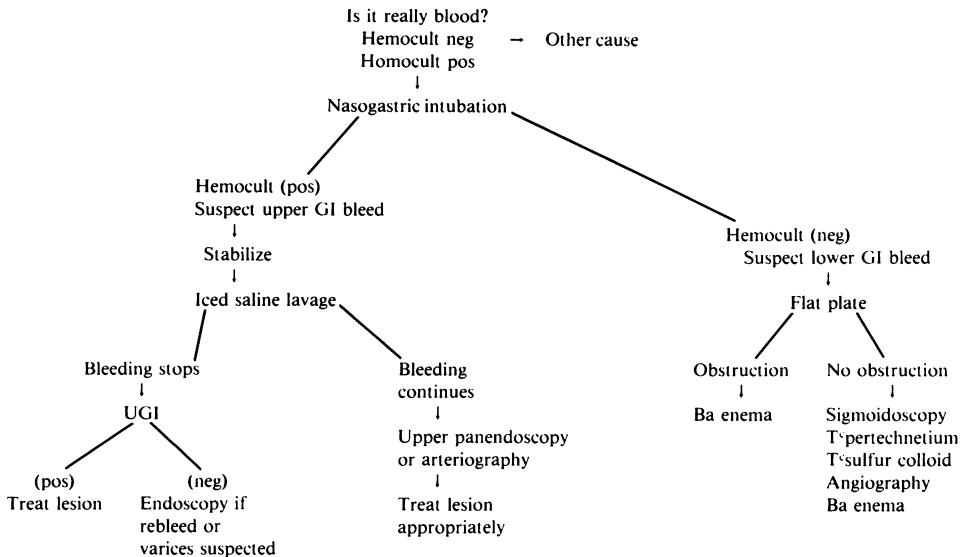 Is it really blood?
Hemocult neg → Other cause
Homocult pos
↓
Nasogastric intubation
Hemocult (pos)
Suspect upper GI bleed
↓
Stabilize
↓
Iced saline lavage
Bleeding stops
↓
UGI
(pos)
Treat lesion
(neg)
Endoscopy if
rebleed or
varices suspected
Bleeding
continues
↓
Upper panendoscopy
or arteriography
↓
Treat lesion
appropriately
Hemocult (neg)
Suspect lower GI bleed
↓
Flat plate
Obstruction
↓
Ba enema
No obstruction
↓
Sigmoidoscopy
Tᶜpertechnetium
Tᶜsulfur colloid
Angiography
Ba enema